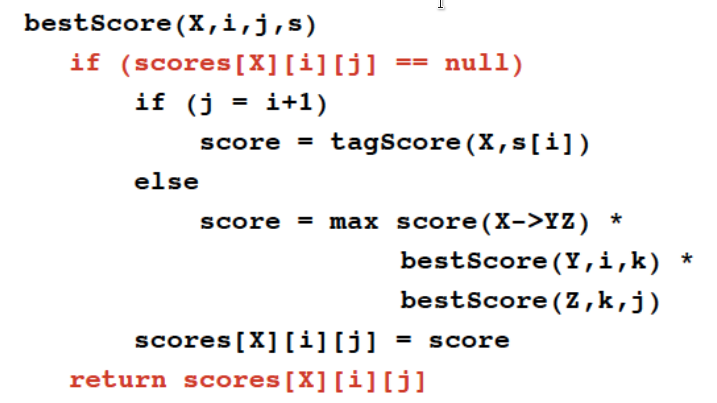 bestScore(X,i,j,s)
if (scores[X][i][j] == null)
if (j = i+1)
score = tagScore(X,s[i])
else
score = max score(X->YZ) *
bestScore(Y,i,k) *
bestScore(Z,k,j)
scores[X][i][j] = score
return scores[X][i][j]